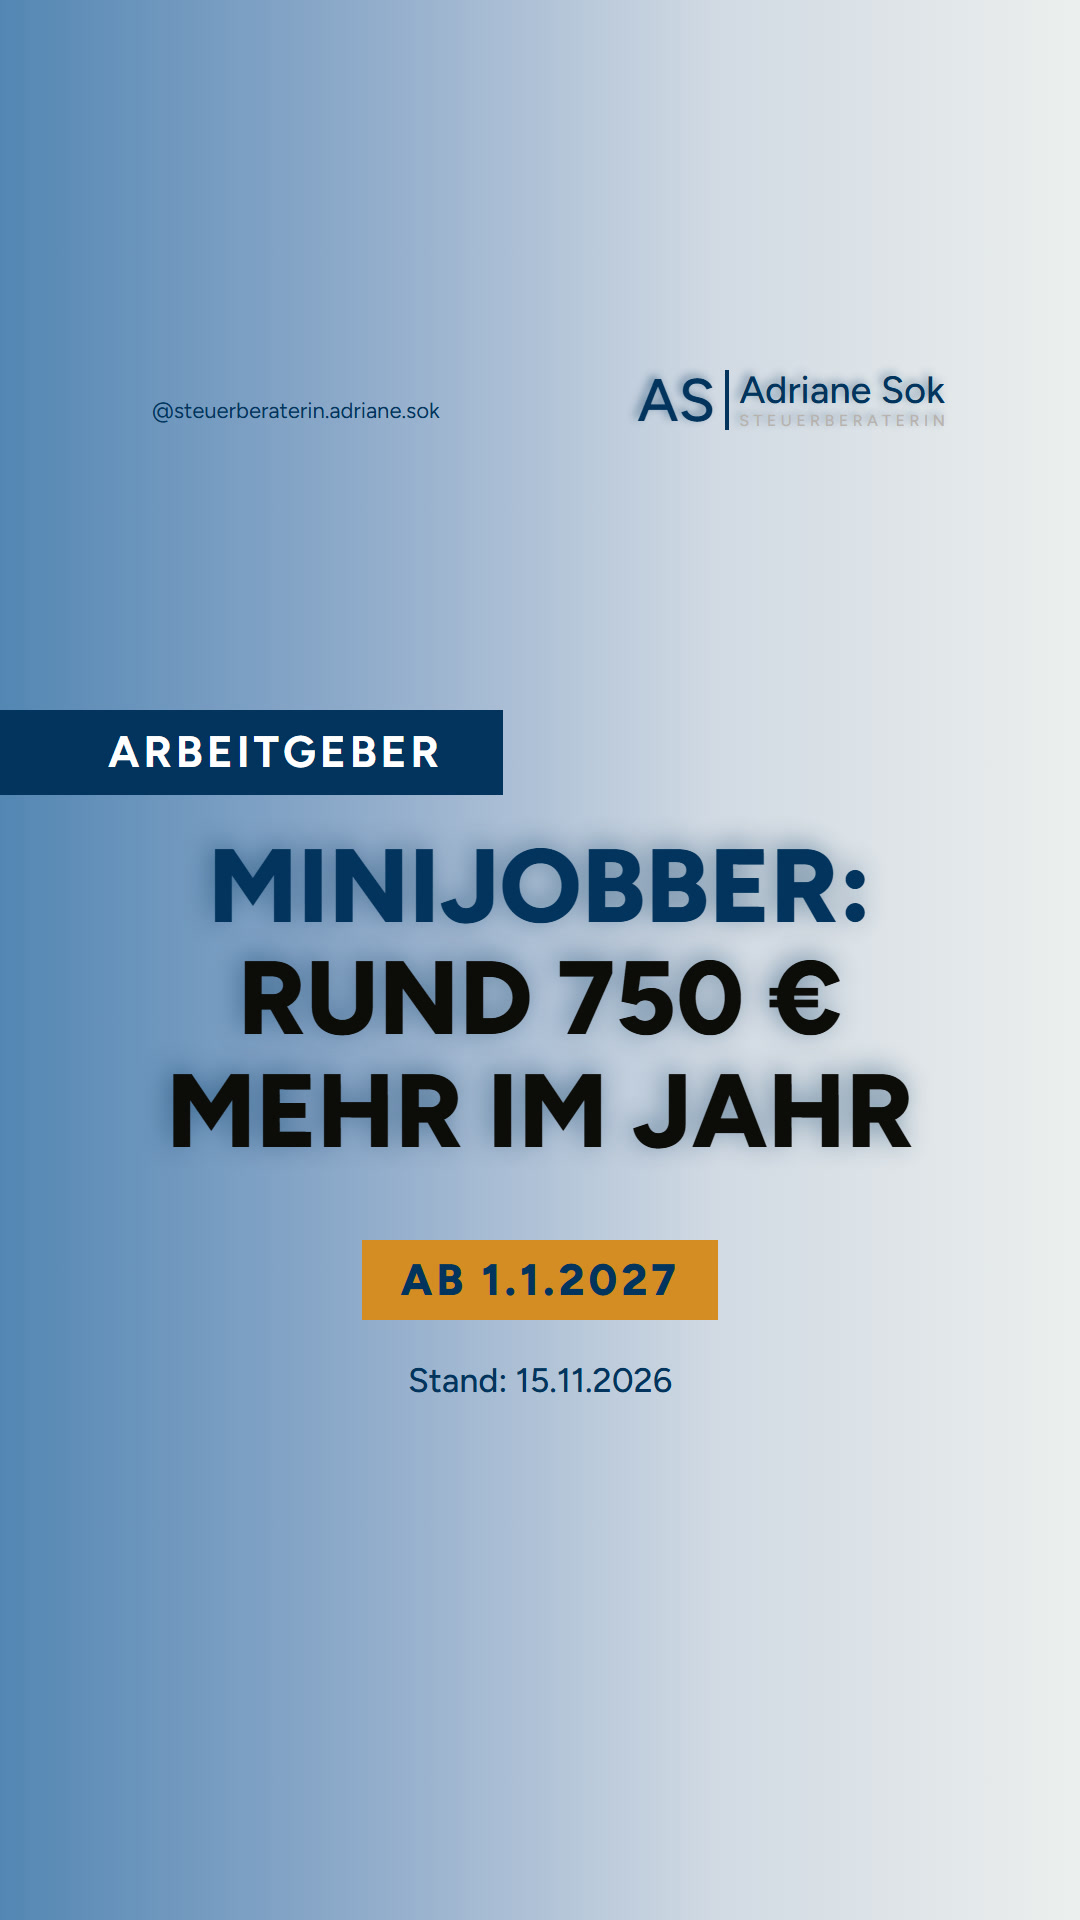 @steuerberaterin.adriane.sok
AS
Adriane Sok
STEUERBERATERIN
ARBEITGEBER
MINIJOBBER:
RUND 750 €
MEHR IM JAHR
AB 1.1.2027
Stand: 15.11.2026